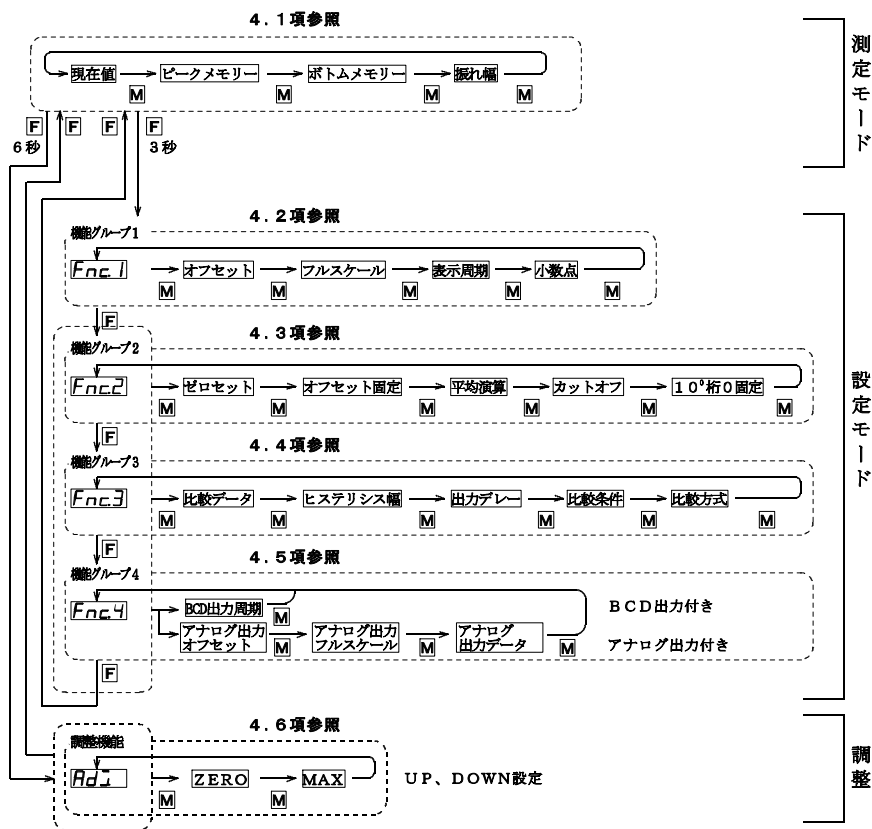 4.1項参照
現在値 ピークメモリー ボトムメモリー 振れ幅
M M M M
F F F F
6秒 3秒
測定モード
4.2項参照
機能グループ1
Fnc.1 オフセット フルスケール 表示周期 小数点
M M M M M
F
4.3項参照
機能グループ2
Fnc.2 ゼロセット オフセット固定 平均演算 カットオフ 10⁰桁0固定
M M M M M M
F
設定モード
4.4項参照
機能グループ3
Fnc.3 比較データ ヒステリシス幅 出力デレー 比較条件 比較方式
M M M M M M
F
4.5項参照
機能グループ4
Fnc.4 BCD出力周期 BCD出力付き
M
アナログ出力オフセット アナログ出力フルスケール アナログ出力データ アナログ出力付き
M M M
F
4.6項参照
調整機能
Adj ZERO MAX UP、DOWN設定
M M
調整